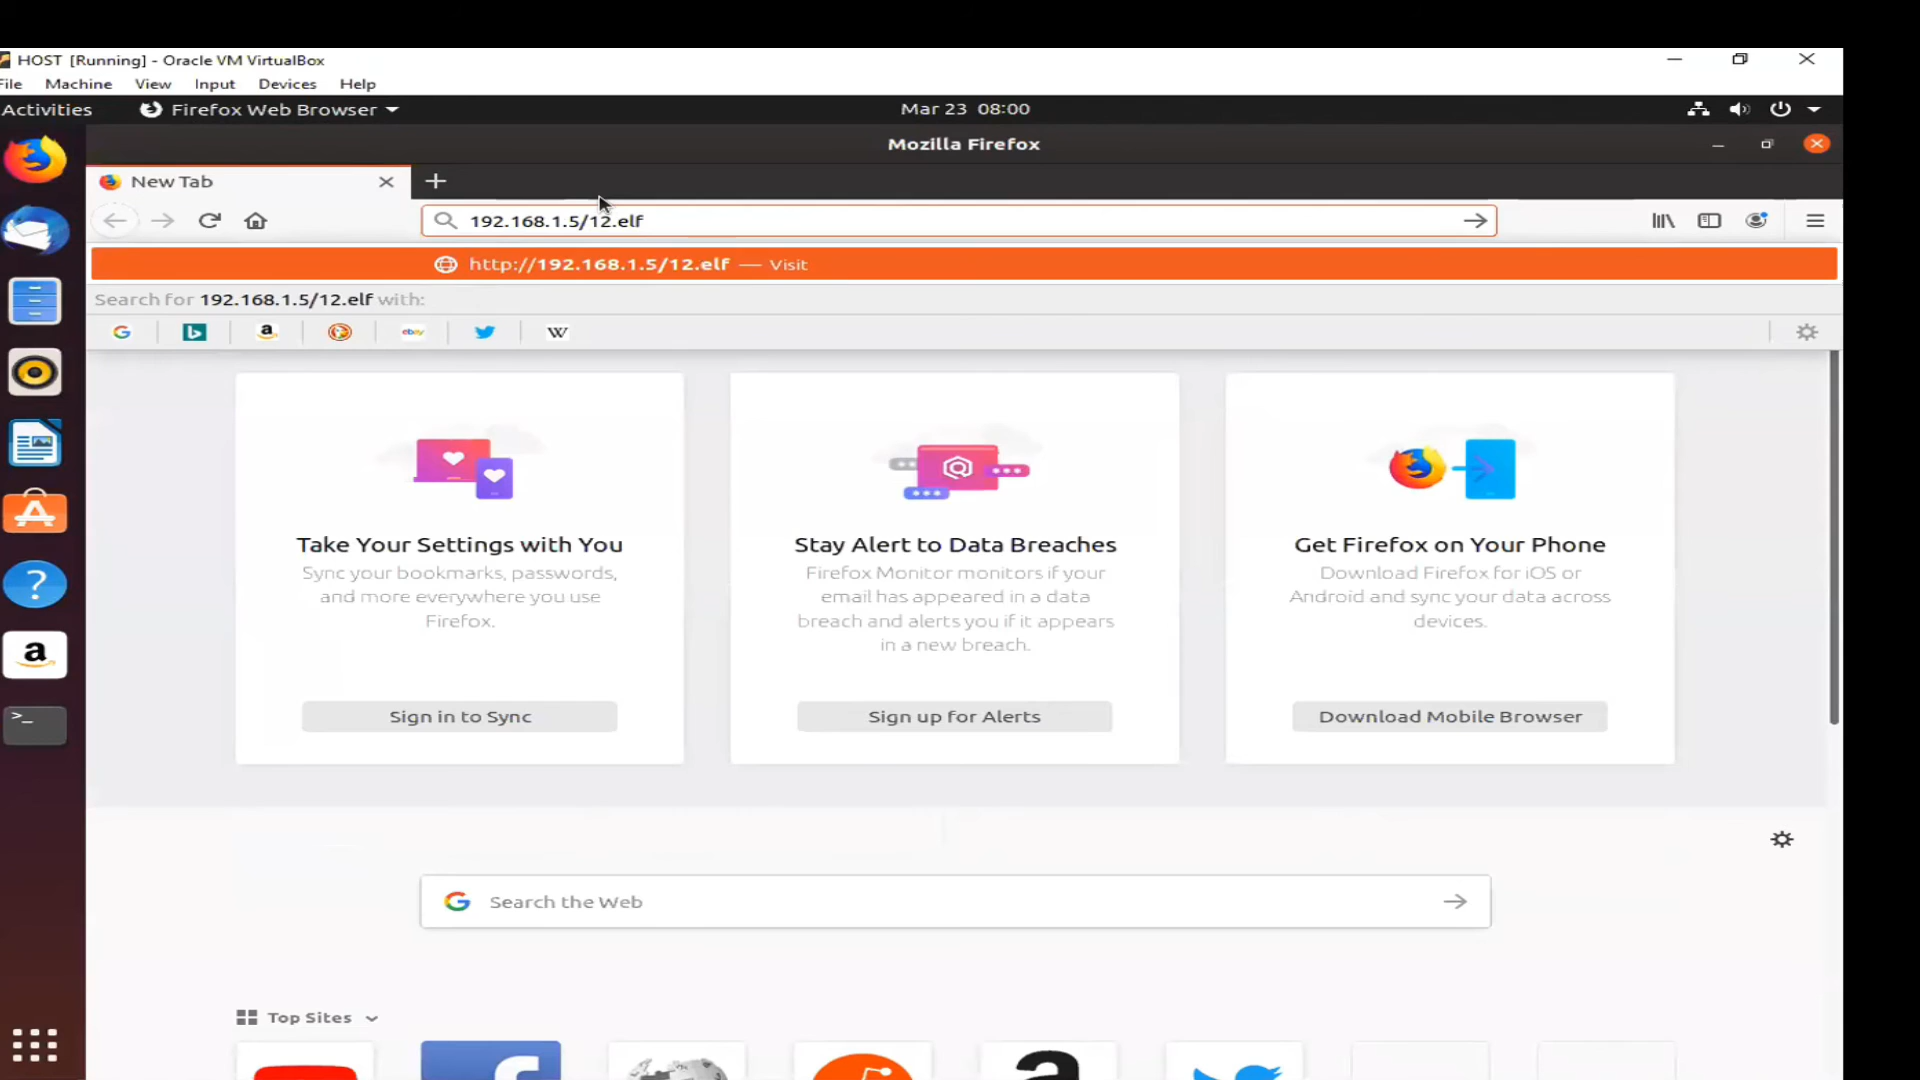 HOST [Running] - Oracle VM VirtualBox
File Machine View Input Devices Help
Activities Firefox Web Browser Mar 23 08:00
Mozilla Firefox
New Tab
192.168.1.5/12.elf
http://192.168.1.5/12.elf — Visit
Search for 192.168.1.5/12.elf with:
a ebay W
Take Your Settings with You
Sync your bookmarks, passwords,
and more everywhere you use
Firefox.
Sign in to Sync
Stay Alert to Data Breaches
Firefox Monitor monitors if your
email has appeared in a data
breach and alerts you if it appears
in a new breach.
Sign up for Alerts
Get Firefox on Your Phone
Download Firefox for iOS or
Android and sync your data across
devices.
Download Mobile Browser
Search the Web
Top Sites